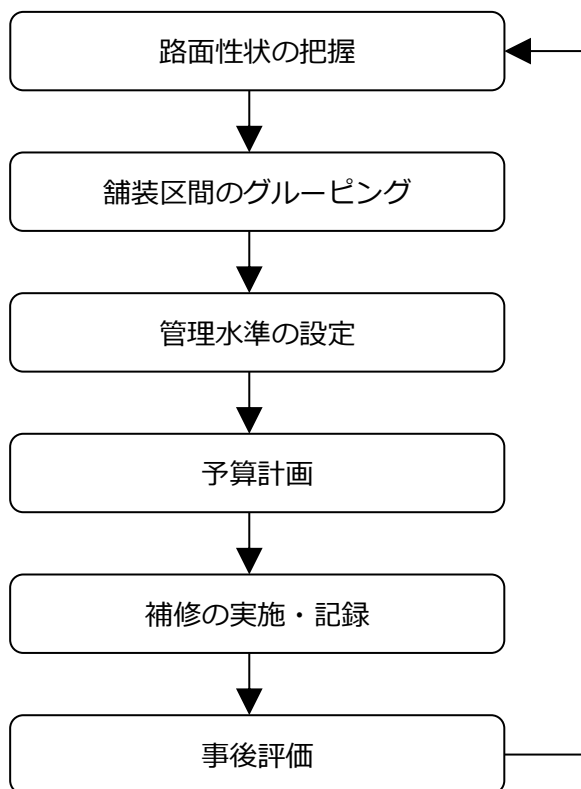 路面性状の把握
舗装区間のグルーピング
管理水準の設定
予算計画
補修の実施・記録
事後評価